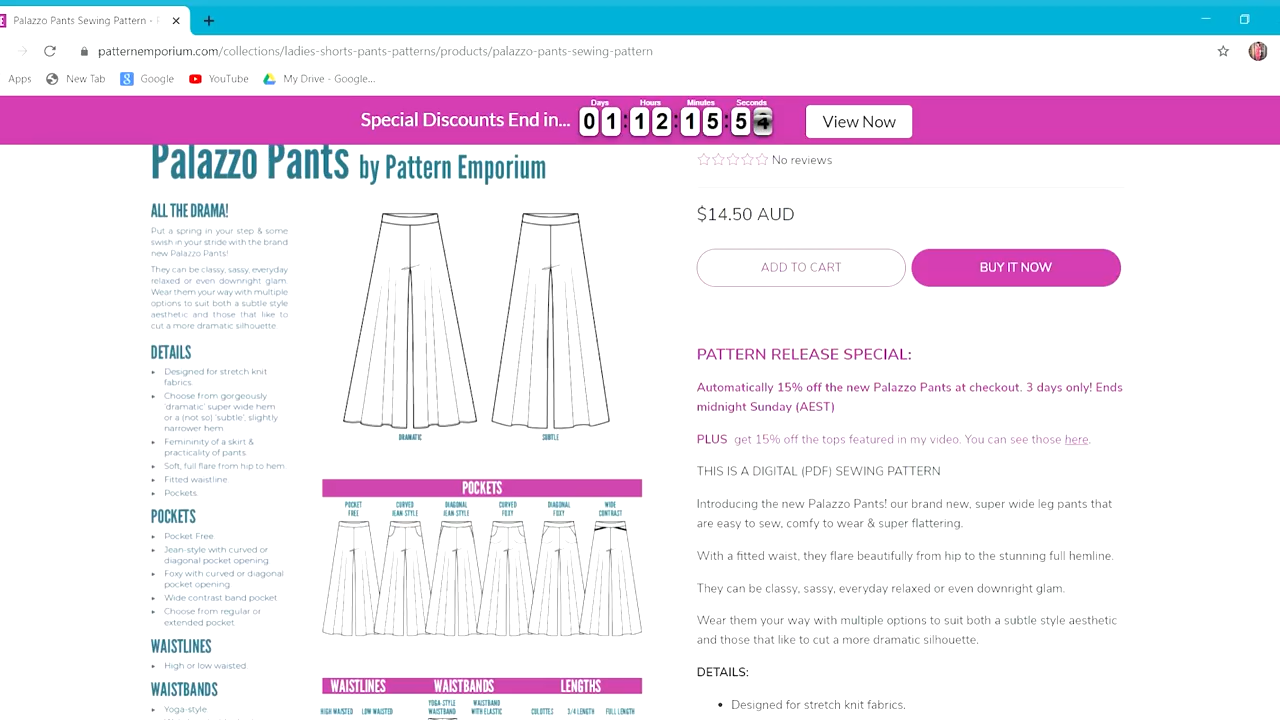 Palazzo Pants Sewing Pattern -
patternemporium.com/collections/ladies-shorts-pants-patterns/products/palazzo-pants-sewing-pattern
Apps New Tab Google YouTube My Drive - Google...
Special Discounts End in...
Days Hours Minutes Seconds
01 : 12 : 15 : 54
View Now
Palazzo Pants by Pattern Emporium
ALL THE DRAMA!
Put a spring in your step & some
swish in your stride with the brand
new Palazzo Pants!
They can be classy, sassy, everyday
relaxed or even downright glam.
Wear them your way with multiple
options to suit both a subtle style
aesthetic and those that like to
cut a more dramatic silhouette.
DETAILS
Designed for stretch knit
fabrics.
Choose from gorgeously
'dramatic' super wide hem
or a (not so) 'subtle', slightly
narrower hem
Femininity of a skirt &
practicality of pants
Soft, full flare from hip to hem
Fitted waistline
Pockets
POCKETS
Pocket Free
Jean-style with curved or
diagonal pocket opening
Foxy with curved or diagonal
pocket opening
Wide contrast band pocket
Choose from regular or
extended pocket
WAISTLINES
High or low waisted
WAISTBANDS
Yoga-style
DRAMATIC SUBTLE
POCKETS
POCKET FREE
CURVED JEAN STYLE
DIAGONAL JEAN STYLE
CURVED FOXY
DIAGONAL FOXY
WIDE CONTRAST
WAISTLINES WAISTBANDS LENGTHS
HIGH WAISTED LOW WAISTED
YOGA STYLE WAISTBAND
WAISTBAND WITH ELASTIC
CULOTTES 3/4 LENGTH FULL LENGTH
No reviews
$14.50 AUD
ADD TO CART BUY IT NOW
PATTERN RELEASE SPECIAL:
Automatically 15% off the new Palazzo Pants at checkout. 3 days only! Ends
midnight Sunday (AEST)
PLUS get 15% off the tops featured in my video. You can see those here.
THIS IS A DIGITAL (PDF) SEWING PATTERN
Introducing the new Palazzo Pants! our brand new, super wide leg pants that
are easy to sew, comfy to wear & super flattering.
With a fitted waist, they flare beautifully from hip to the stunning full hemline.
They can be classy, sassy, everyday relaxed or even downright glam.
Wear them your way with multiple options to suit both a subtle style aesthetic
and those that like to cut a more dramatic silhouette.
DETAILS:
Designed for stretch knit fabrics.